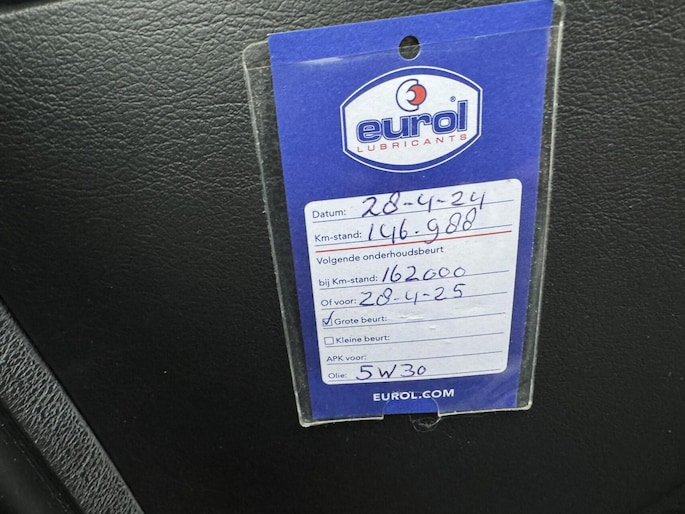 eurol®
LUBRICANTS
Datum: 28-4-24
Km-stand: 146.988
Volgende onderhoudsbeurt
bij Km-stand: 162000
Of voor: 28-4-25
Grote beurt:
Kleine beurt:
APK voor:
Olie: 5W30
EUROL.COM